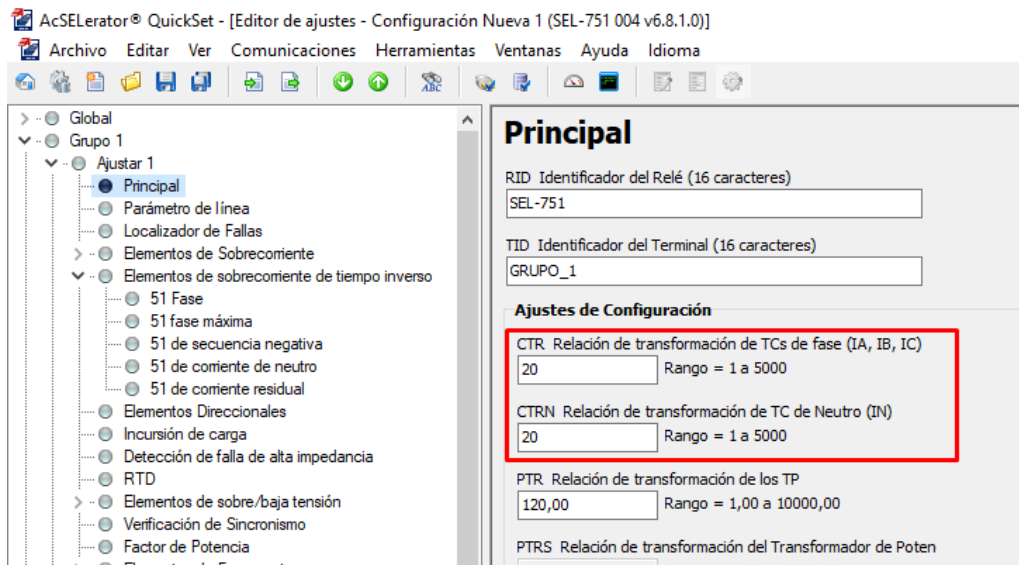 AcSELerator® QuickSet - [Editor de ajustes - Configuración Nueva 1 (SEL-751 004 v6.8.1.0)]
Archivo Editar Ver Comunicaciones Herramientas Ventanas Ayuda Idioma
Global
Grupo 1
Ajustar 1
Principal
Parámetro de línea
Localizador de Fallas
Elementos de Sobrecorriente
Elementos de sobrecorriente de tiempo inverso
51 Fase
51 fase máxima
51 de secuencia negativa
51 de corriente de neutro
51 de corriente residual
Elementos Direccionales
Incursión de carga
Detección de falla de alta impedancia
RTD
Elementos de sobre/baja tensión
Verificación de Sincronismo
Factor de Potencia
Principal
RID Identificador del Relé (16 caracteres)
SEL-751
TID Identificador del Terminal (16 caracteres)
GRUPO_1
Ajustes de Configuración
CTR Relación de transformación de TCs de fase (IA, IB, IC)
20 Rango = 1 a 5000
CTRN Relación de transformación de TC de Neutro (IN)
20 Rango = 1 a 5000
PTR Relación de transformación de los TP
120,00 Rango = 1,00 a 10000,00
PTRS Relación de transformación del Transformador de Poten